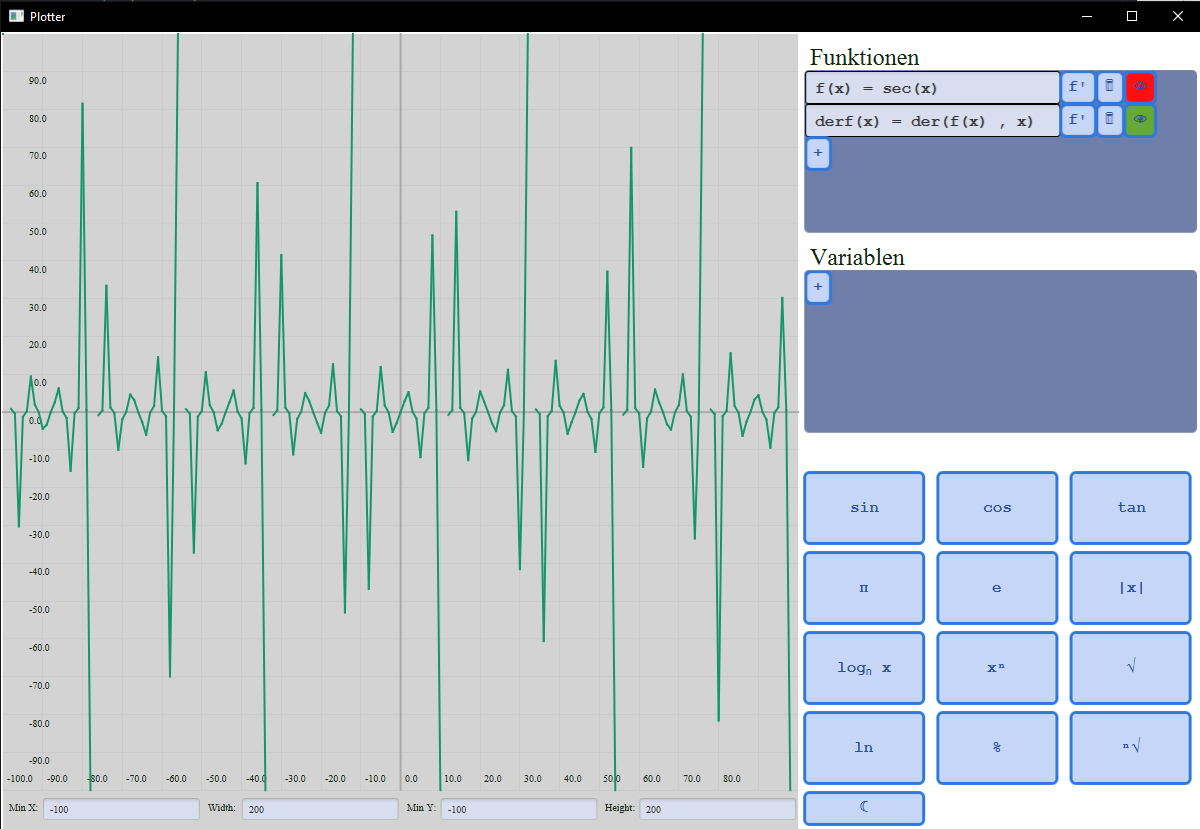 Plotter
Funktionen
f(x) = sec(x) f'
derf(x) = der(f(x) , x) f'
+
Variablen
+
90.0
80.0
70.0
60.0
50.0
40.0
30.0
20.0
10.0
0.0
-10.0
-20.0
-30.0
-40.0
-50.0
-60.0
-70.0
-80.0
-90.0
-100.0 -90.0 -80.0 -70.0 -60.0 -50.0 -40.0 -30.0 -20.0 -10.0 0.0 10.0 20.0 30.0 40.0 50.0 60.0 70.0 80.0
Min X: -100 Width: 200 Min Y: -100 Height: 200
sin cos tan
π e |x|
logₙ x xⁿ √
ln % ⁿ√
☾